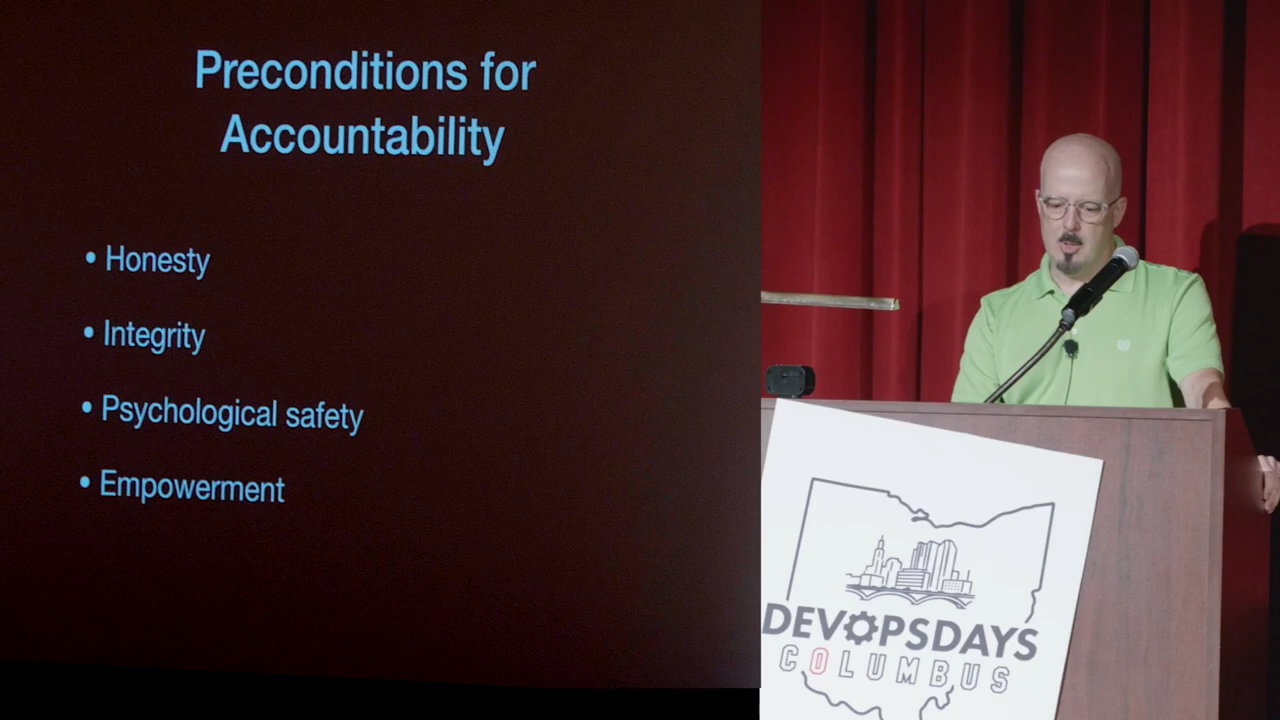 Preconditions for
Accountability
• Honesty
• Integrity
• Psychological safety
• Empowerment
DEVOPSDAYS
COLUMBUS